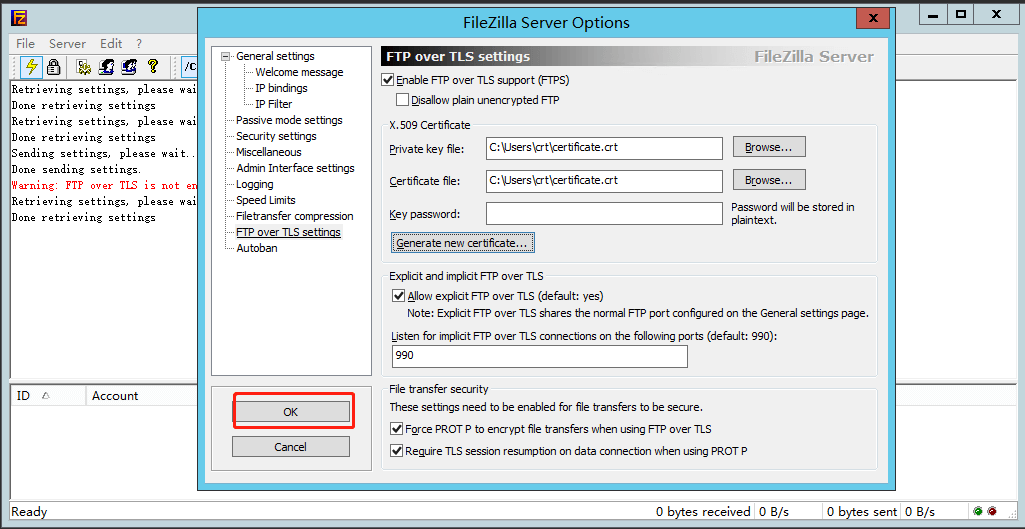 FileZilla Server Options
File Server Edit ?
/C
Retrieving settings, please wai
Done retrieving settings
Retrieving settings, please wai
Done retrieving settings
Sending settings, please wait..
Done sending settings.
Warning: FTP over TLS is not en
Retrieving settings, please wai
Done retrieving settings
General settings
Welcome message
IP bindings
IP Filter
Passive mode settings
Security settings
Miscellaneous
Admin Interface settings
Logging
Speed Limits
Filetransfer compression
FTP over TLS settings
Autoban
OK
Cancel
FTP over TLS settings FileZilla Server
Enable FTP over TLS support (FTPS)
Disallow plain unencrypted FTP
X.509 Certificate
Private key file: C:\Users\crt\certificate.crt Browse...
Certificate file: C:\Users\crt\certificate.crt Browse...
Key password: Password will be stored in
plaintext.
Generate new certificate...
Explicit and implicit FTP over TLS
Allow explicit FTP over TLS (default: yes)
Note: Explicit FTP over TLS shares the normal FTP port configured on the General settings page.
Listen for implicit FTP over TLS connections on the following ports (default: 990):
990
File transfer security
These settings need to be enabled for file transfers to be secure.
Force PROT P to encrypt file transfers when using FTP over TLS
Require TLS session resumption on data connection when using PROT P
ID Account
Ready 0 bytes received 0 B/s 0 bytes sent 0 B/s